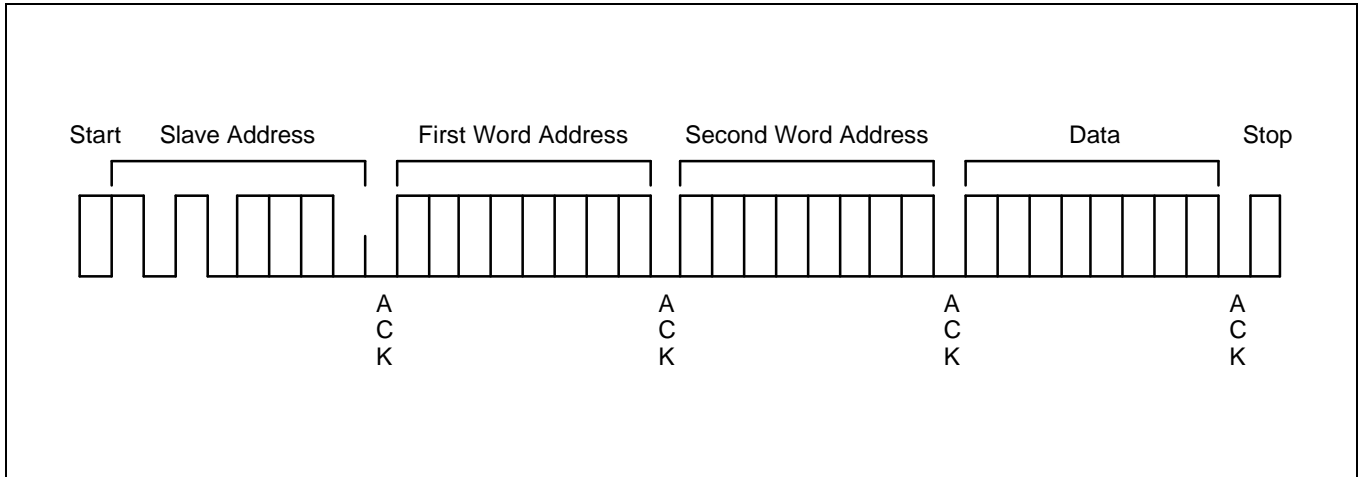 Start Slave Address First Word Address Second Word Address Data Stop
A A A A
C C C C
K K K K